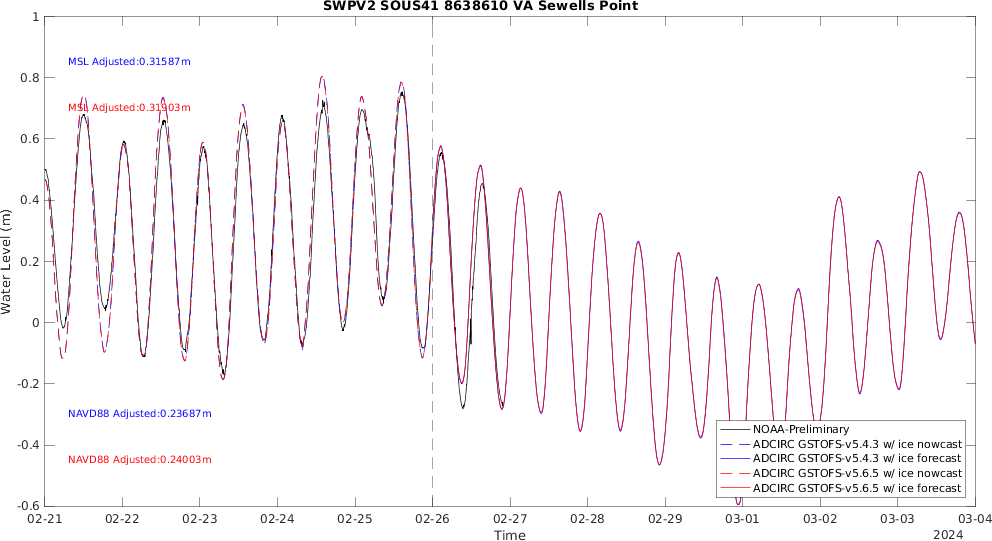 SWPV2 SOUS41 8638610 VA Sewells Point
1
0.8
0.6
0.4
0.2
0
-0.2
-0.4
-0.6
Water Level (m)
MSL Adjusted:0.31587m
MSL Adjusted:0.31903m
NAVD88 Adjusted:0.23687m
NAVD88 Adjusted:0.24003m
NOAA-Preliminary
ADCIRC GSTOFS-v5.4.3 w/ ice nowcast
ADCIRC GSTOFS-v5.4.3 w/ ice forecast
ADCIRC GSTOFS-v5.6.5 w/ ice nowcast
ADCIRC GSTOFS-v5.6.5 w/ ice forecast
02-21 02-22 02-23 02-24 02-25 02-26 02-27 02-28 02-29 03-01 03-02 03-03 03-04
Time
2024